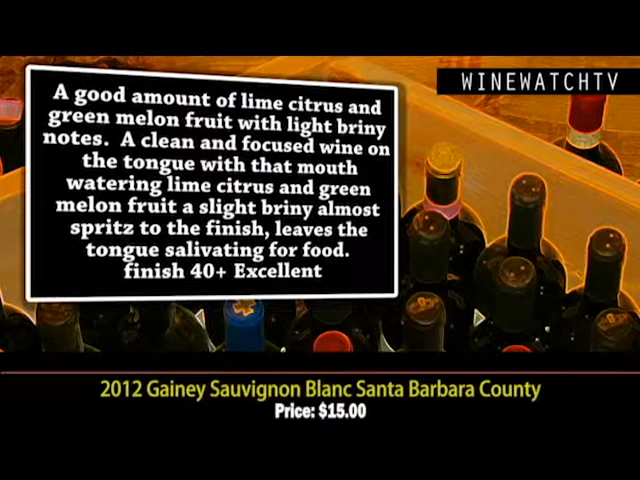 WINEWATCHTV
A good amount of lime citrus and
green melon fruit with light briny
notes. A clean and focused wine on
the tongue with that mouth
watering lime citrus and green
melon fruit a slight briny almost
spritz to the finish, leaves the
tongue salivating for food.
finish 40+ Excellent
2012 Gainey Sauvignon Blanc Santa Barbara County
Price: $15.00